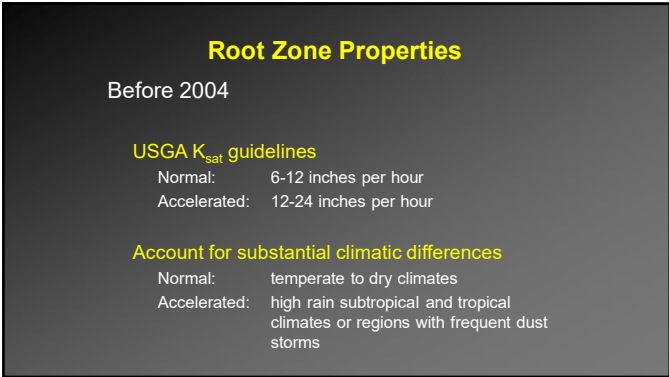 Root Zone Properties
Before 2004
USGA Ksat guidelines
Normal: 6-12 inches per hour
Accelerated: 12-24 inches per hour
Account for substantial climatic differences
Normal: temperate to dry climates
Accelerated: high rain subtropical and tropical
climates or regions with frequent dust
storms